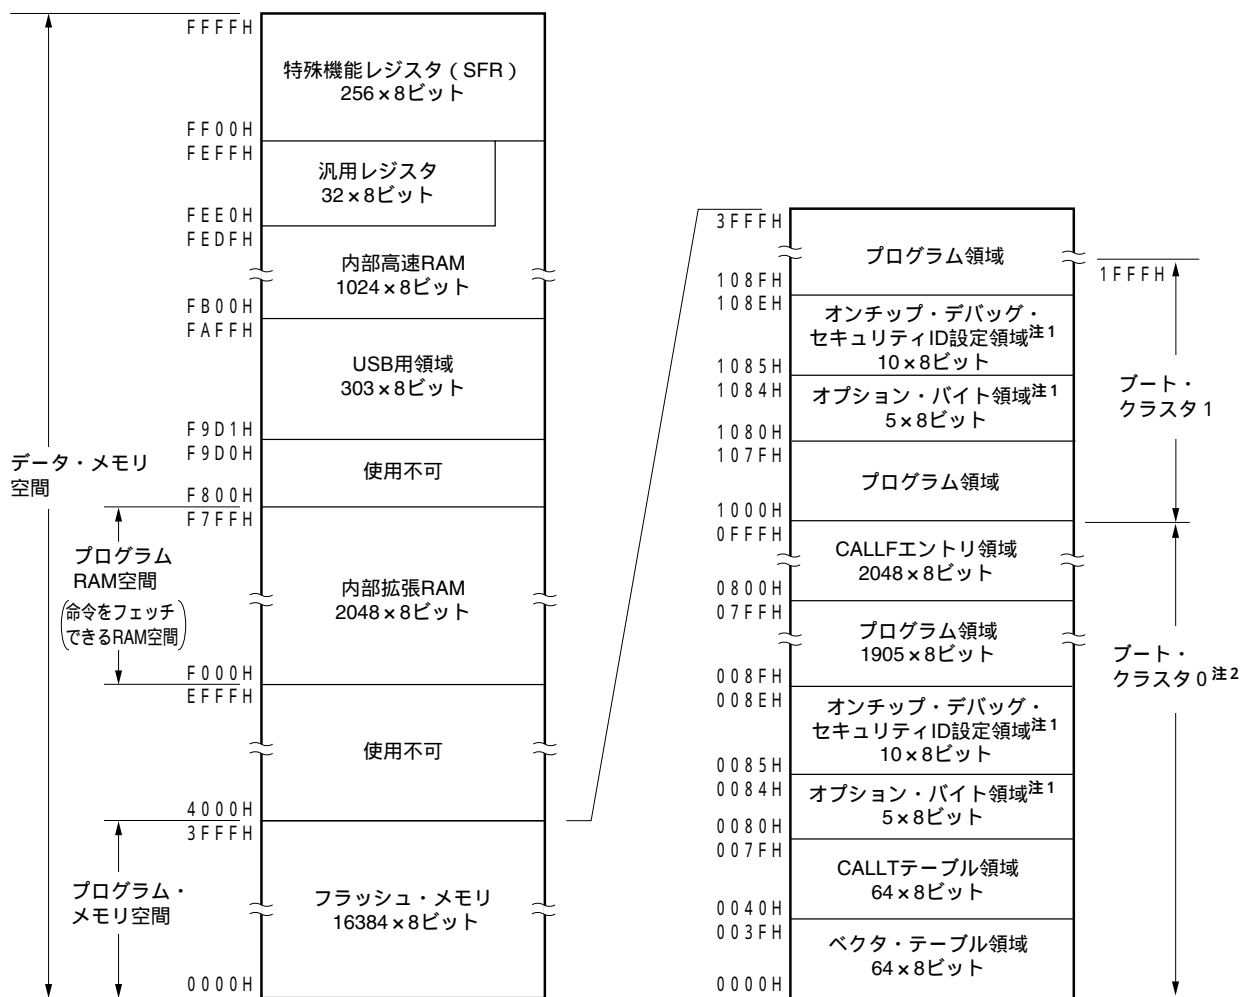 FFFFH
特殊機能レジスタ(SFR)
256×8ビット
FF00H
FEFFH
汎用レジスタ
32×8ビット
FEE0H
FEDFH
内部高速RAM
1024×8ビット
FB00H
FAFFH
USB用領域
303×8ビット
F9D1H
F9D0H
使用不可
F800H
F7FFH
データ・メモリ
空間
プログラム
RAM空間
(命令をフェッチ
できるRAM空間)
内部拡張RAM
2048×8ビット
F000H
EFFFH
使用不可
4000H
3FFFH
プログラム・
メモリ空間
フラッシュ・メモリ
16384×8ビット
0000H
3FFFH
プログラム領域
1FFFH
108FH
108EH
オンチップ・デバッグ・
セキュリティID設定領域注1
10×8ビット
1085H
1084H
オプション・バイト領域注1
5×8ビット
1080H
107FH
プログラム領域
1000H
ブート・
クラスタ1
0FFFH
CALLFエントリ領域
2048×8ビット
0800H
07FFH
プログラム領域
1905×8ビット
008FH
008EH
オンチップ・デバッグ・
セキュリティID設定領域注1
10×8ビット
0085H
0084H
オプション・バイト領域注1
5×8ビット
0080H
007FH
CALLTテーブル領域
64×8ビット
0040H
003FH
ベクタ・テーブル領域
64×8ビット
0000H
ブート・
クラスタ0注2